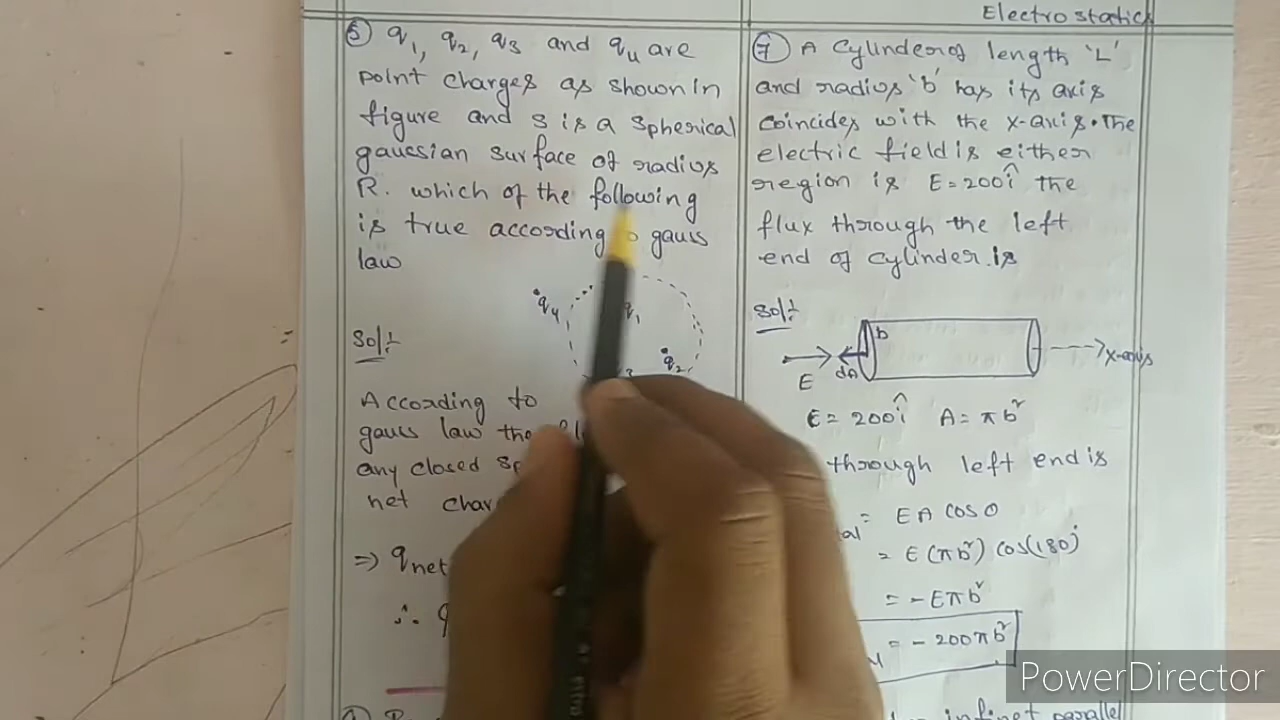 Electrostatics
⑤ q1, q2, q3 and q4 are
point charges as shown in
figure and S is a spherical
gaussian surface of radius
R. which of the following
is true according gauss
law
q4
q1
q2
3
Sol:-
According to
gauss law the
any closed
net
=> qnet
∴ q
⑦ A Cylinder of length 'L'
and radius 'b' has its axis
coincides with the x-axis. The
electric field is either
region is E=200î the
flux through the left
end of cylinder is
Sol:-
b
E
dA
x-axis
E = 200î A = πb²
through left end is
= EA cosθ
= E(πb²) cos(180°)
= -Eπb²
= -200πb²
PowerDirector
infinet parallel